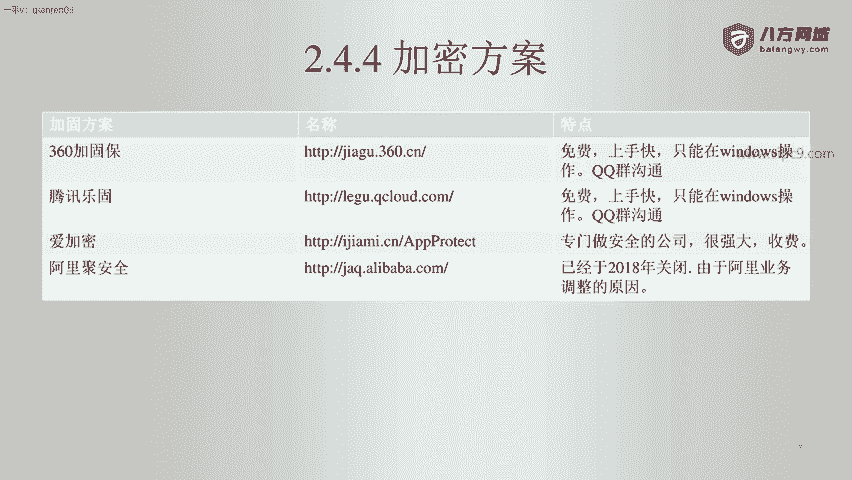 八方网域
bafangwy.com
2.4.4 加密方案
加固方案 名称 特点
360加固保 http://jiagu.360.cn/ 免费，上手快，只能在windows操
作。QQ群沟通
腾讯乐固 http://legu.qcloud.com/ 免费，上手快，只能在windows操
作。QQ群沟通
爱加密 http://ijiami.cn/AppProtect 专门做安全的公司，很强大，收费。
阿里聚安全 http://jaq.alibaba.com/ 已经于2018年关闭. 由于阿里业务
调整的原因。